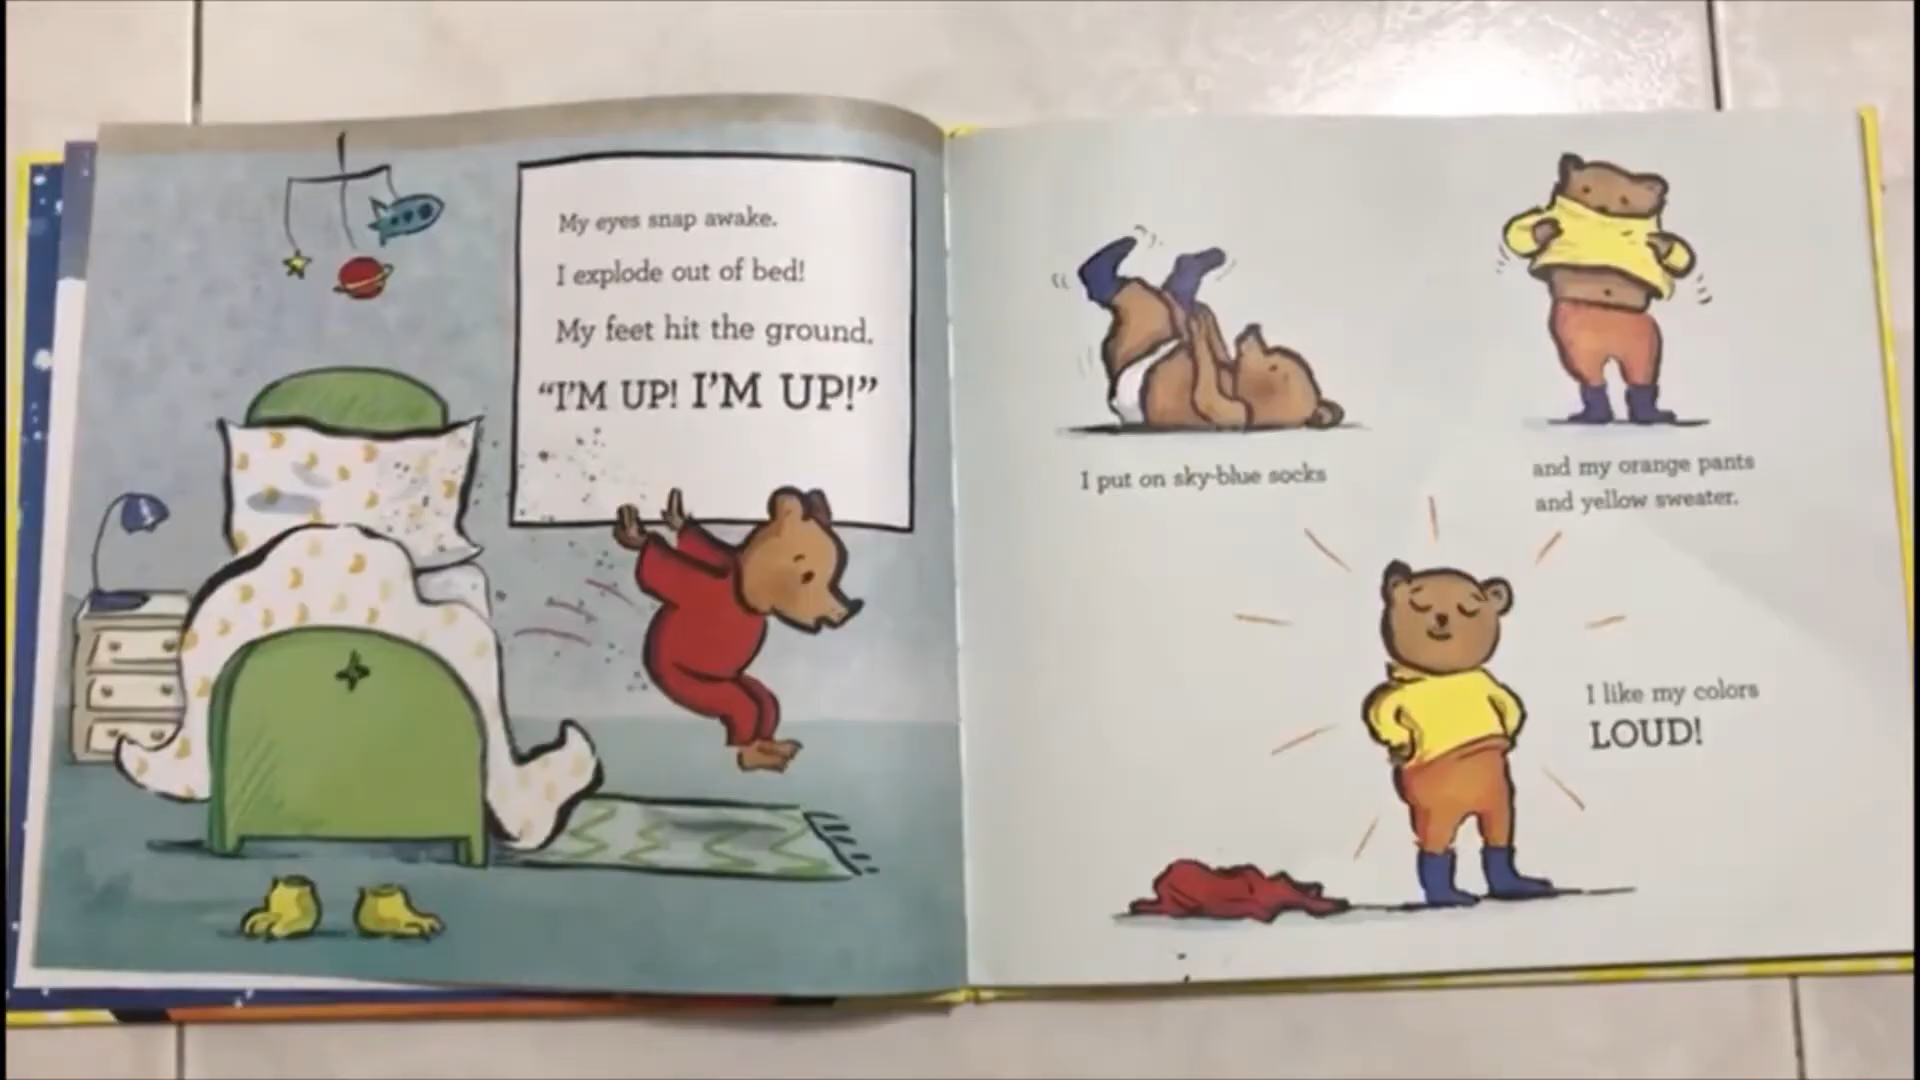 My eyes snap awake.
I explode out of bed!
My feet hit the ground.
“I’M UP! I’M UP!”
I put on sky-blue socks
and my orange pants
and yellow sweater.
I like my colors
LOUD!